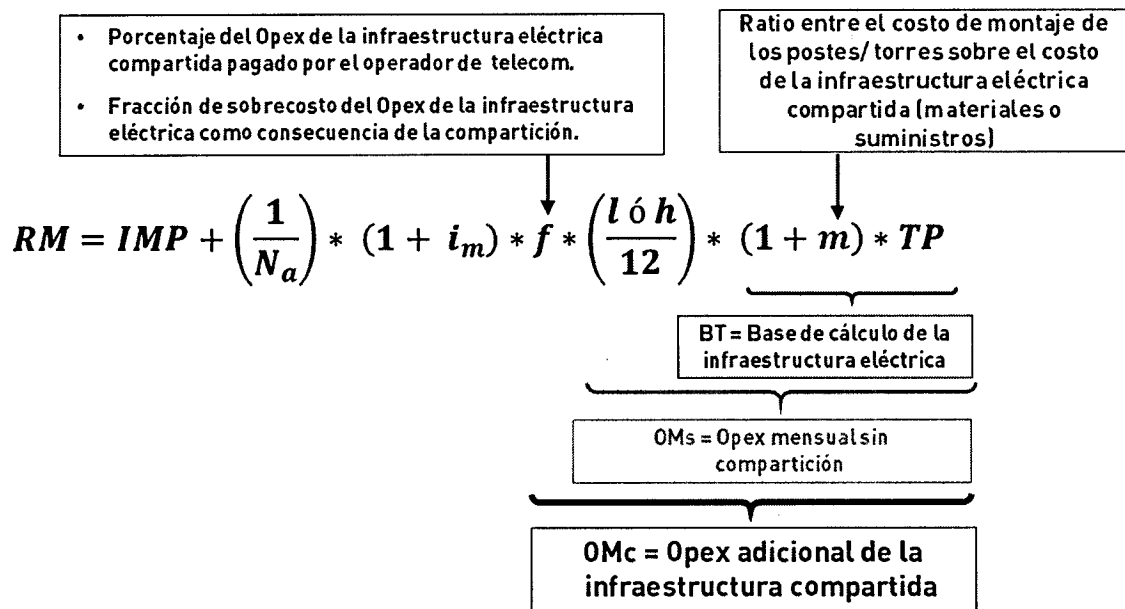 • Porcentaje del Opex de la infraestructura eléctrica
compartida pagado por el operador de telecom.
• Fracción de sobrecosto del Opex de la infraestructura
eléctrica como consecuencia de la compartición.
Ratio entre el costo de montaje de
los postes/ torres sobre el costo
de la infraestructura eléctrica
compartida (materiales o
suministros)
RM = IMP + (1/N_a) * (1 + i_m) * f * (l ó h/12) * (1 + m) * TP
BT = Base de cálculo de la
infraestructura eléctrica
OMs = Opex mensual sin
compartición
OMc = Opex adicional de la
infraestructura compartida